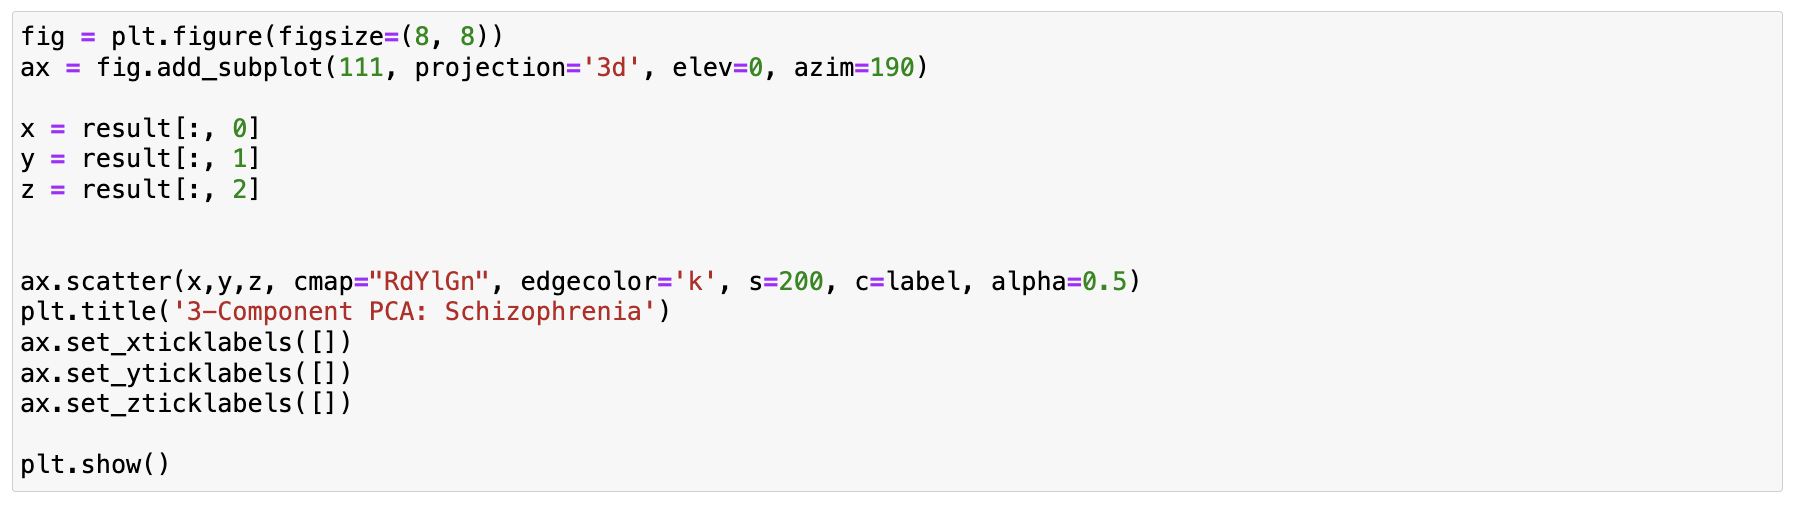 fig = plt.figure(figsize=(8, 8))
ax = fig.add_subplot(111, projection='3d', elev=0, azim=190)
x = result[:, 0]
y = result[:, 1]
z = result[:, 2]
ax.scatter(x,y,z, cmap="RdYlGn", edgecolor='k', s=200, c=label, alpha=0.5)
plt.title('3-Component PCA: Schizophrenia')
ax.set_xticklabels([])
ax.set_yticklabels([])
ax.set_zticklabels([])
plt.show()